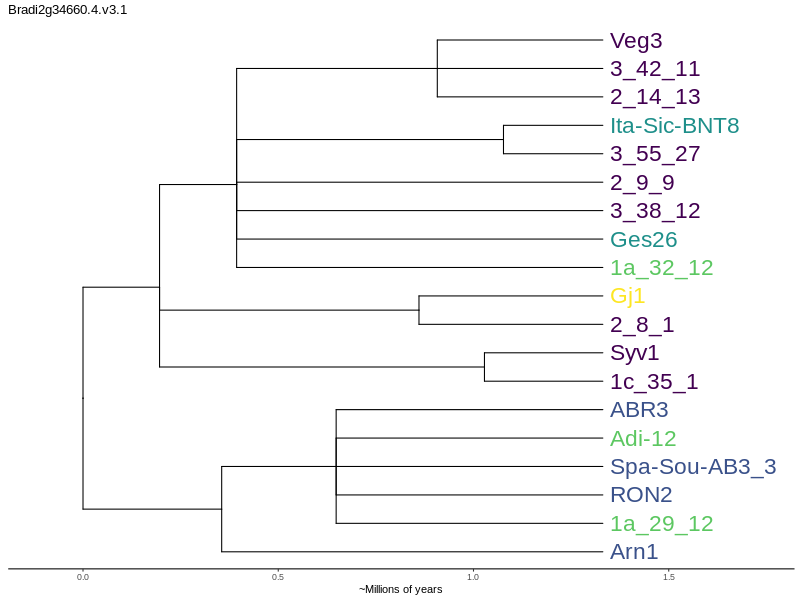 Bradi2g34660.4.v3.1
Veg3
3_42_11
2_14_13
Ita-Sic-BNT8
3_55_27
2_9_9
3_38_12
Ges26
1a_32_12
Gj1
2_8_1
Syv1
1c_35_1
ABR3
Adi-12
Spa-Sou-AB3_3
RON2
1a_29_12
Arn1
0.0 0.5 1.0 1.5
~Millions of years